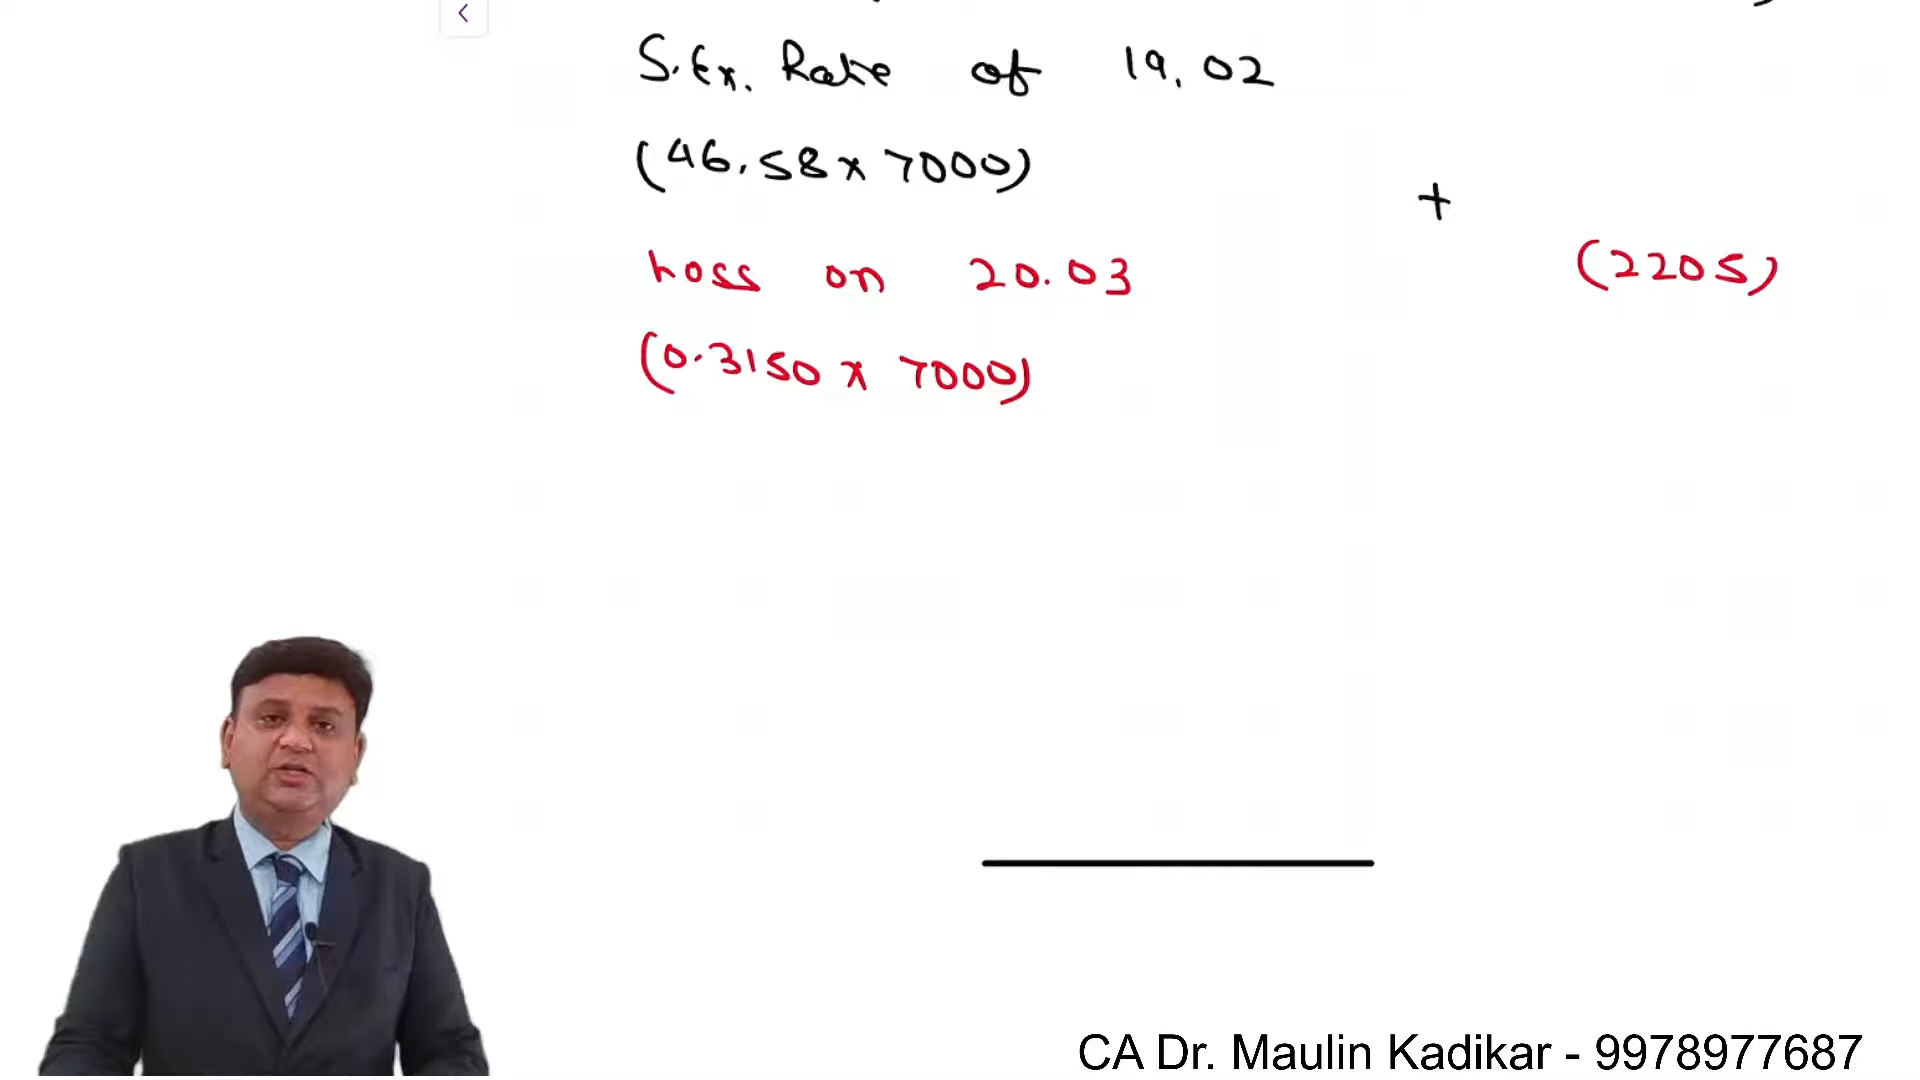 S.Ex. Rate of 19.02
(46.58 x 7000)
+
Loss on 20.03
(2205)
(0.3150 x 7000)
CA Dr. Maulin Kadikar - 9978977687